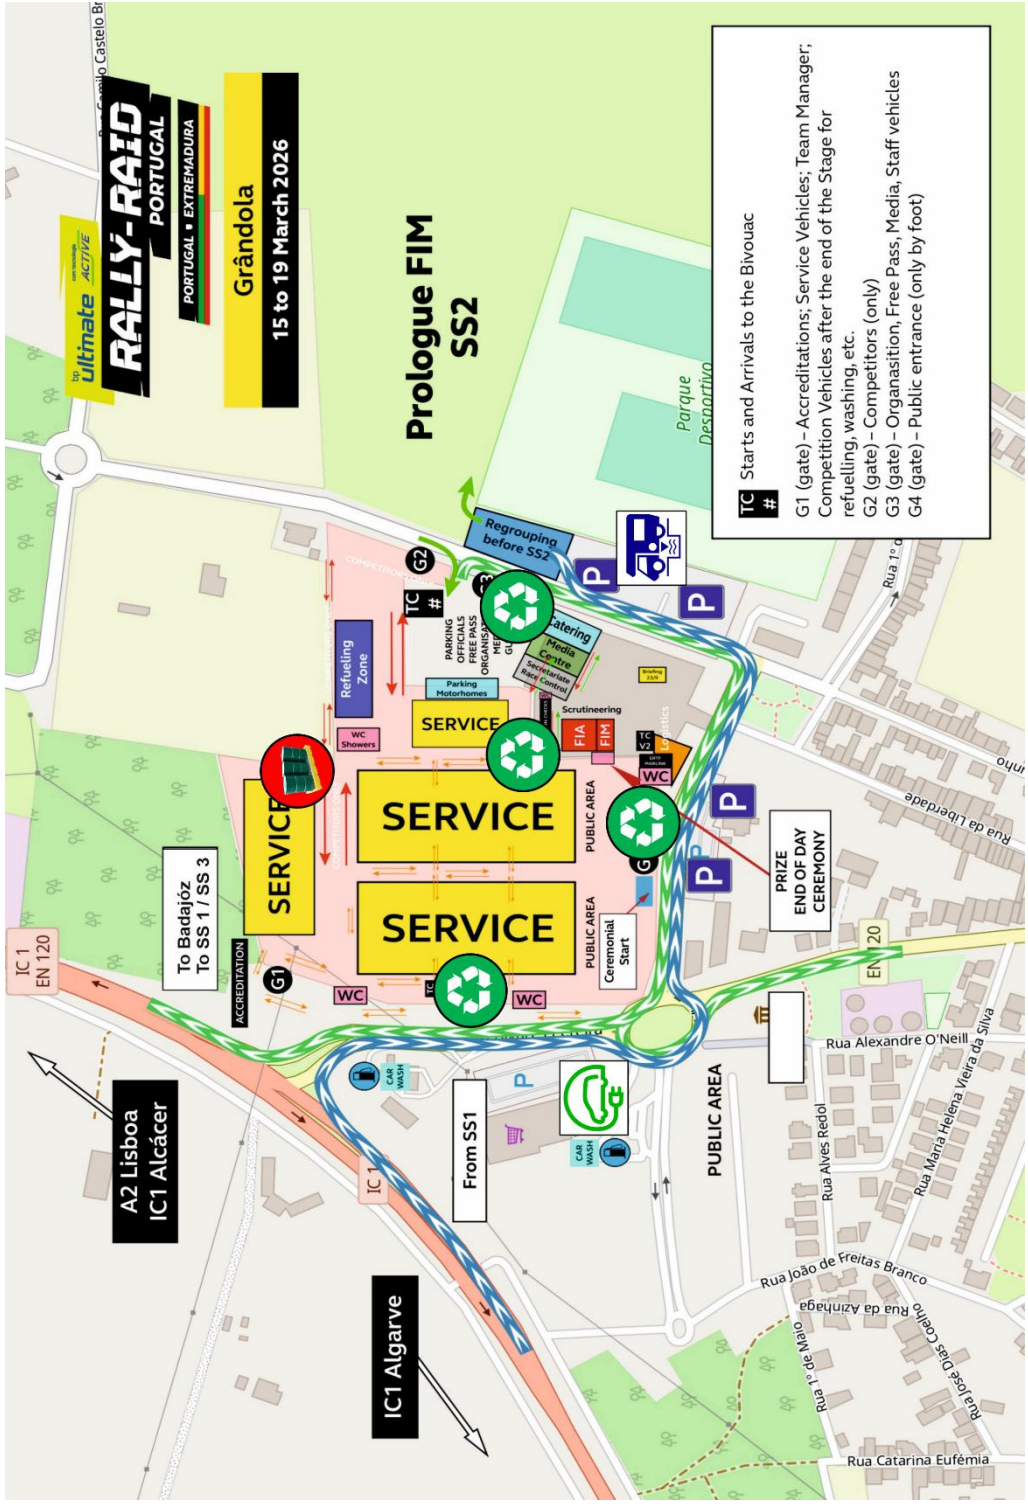 bp
ultimate
com tecnologia
ACTIVE
RALLY-RAID
PORTUGAL
PORTUGAL EXTREMADURA
Grândola
15 to 19 March 2026
Prologue FIM
SS2
TC
#
Starts and Arrivals to the Bivouac
G1 (gate) – Accreditations; Service Vehicles; Team Manager;
Competition Vehicles after the end of the Stage for
refuelling, washing, etc.
G2 (gate) – Competitors (only)
G3 (gate) – Organasition, Free Pass, Media, Staff vehicles
G4 (gate) – Public entrance (only by foot)
Parque
Desportivo
Regrouping
before SS2
G2
TC
#
PARKING
OFFICIALS
FREE PASS
Refueling
Zone
Parking
Motorhomes
WC
Showers
SERVICE
SERVICE
SERVICE
SERVICE
Catering
Media
Centre
Secretariate
Race Control
Scrutineering
FIA
FIM
TC
V2
Logistics
WC
P
P
P
P
P
P
PUBLIC AREA
PUBLIC AREA
Ceremonial
Start
PRIZE
END OF DAY
CEREMONY
To Badajóz
To SS 1 / SS 3
ACCREDITATION
G1
WC
WC
TC
IC 1
EN 120
A2 Lisboa
IC1 Alcácer
IC1 Algarve
IC 1
CAR
WASH
From SS1
CAR
WASH
PUBLIC AREA
EN 120
Rua da Liberdade
Rua Alexandre O'Neill
Rua Alves Redol
Rua Maria Helena Vieira da Silva
Rua João de Freitas Branco
Rua da Azinhaga
Rua 1º de Maio
Rua José Dias Coelho
Rua Catarina Eufémia